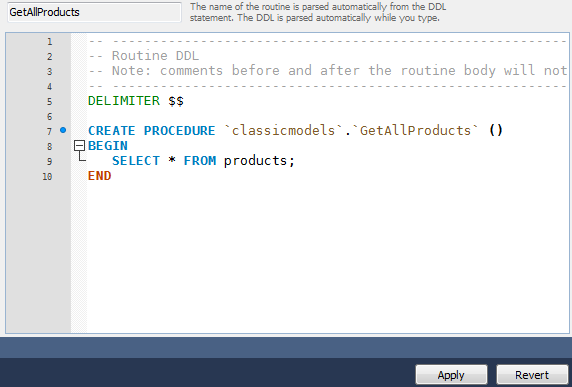 GetAllProducts
The name of the routine is parsed automatically from the DDL
statement. The DDL is parsed automatically while you type.
1 -- ----------------------------------------------------------
2 -- Routine DDL
3 -- Note: comments before and after the routine body will not
4 -- ----------------------------------------------------------
5 DELIMITER $$
6
7 CREATE PROCEDURE `classicmodels`.`GetAllProducts` ()
8 BEGIN
9 SELECT * FROM products;
10 END
Apply Revert